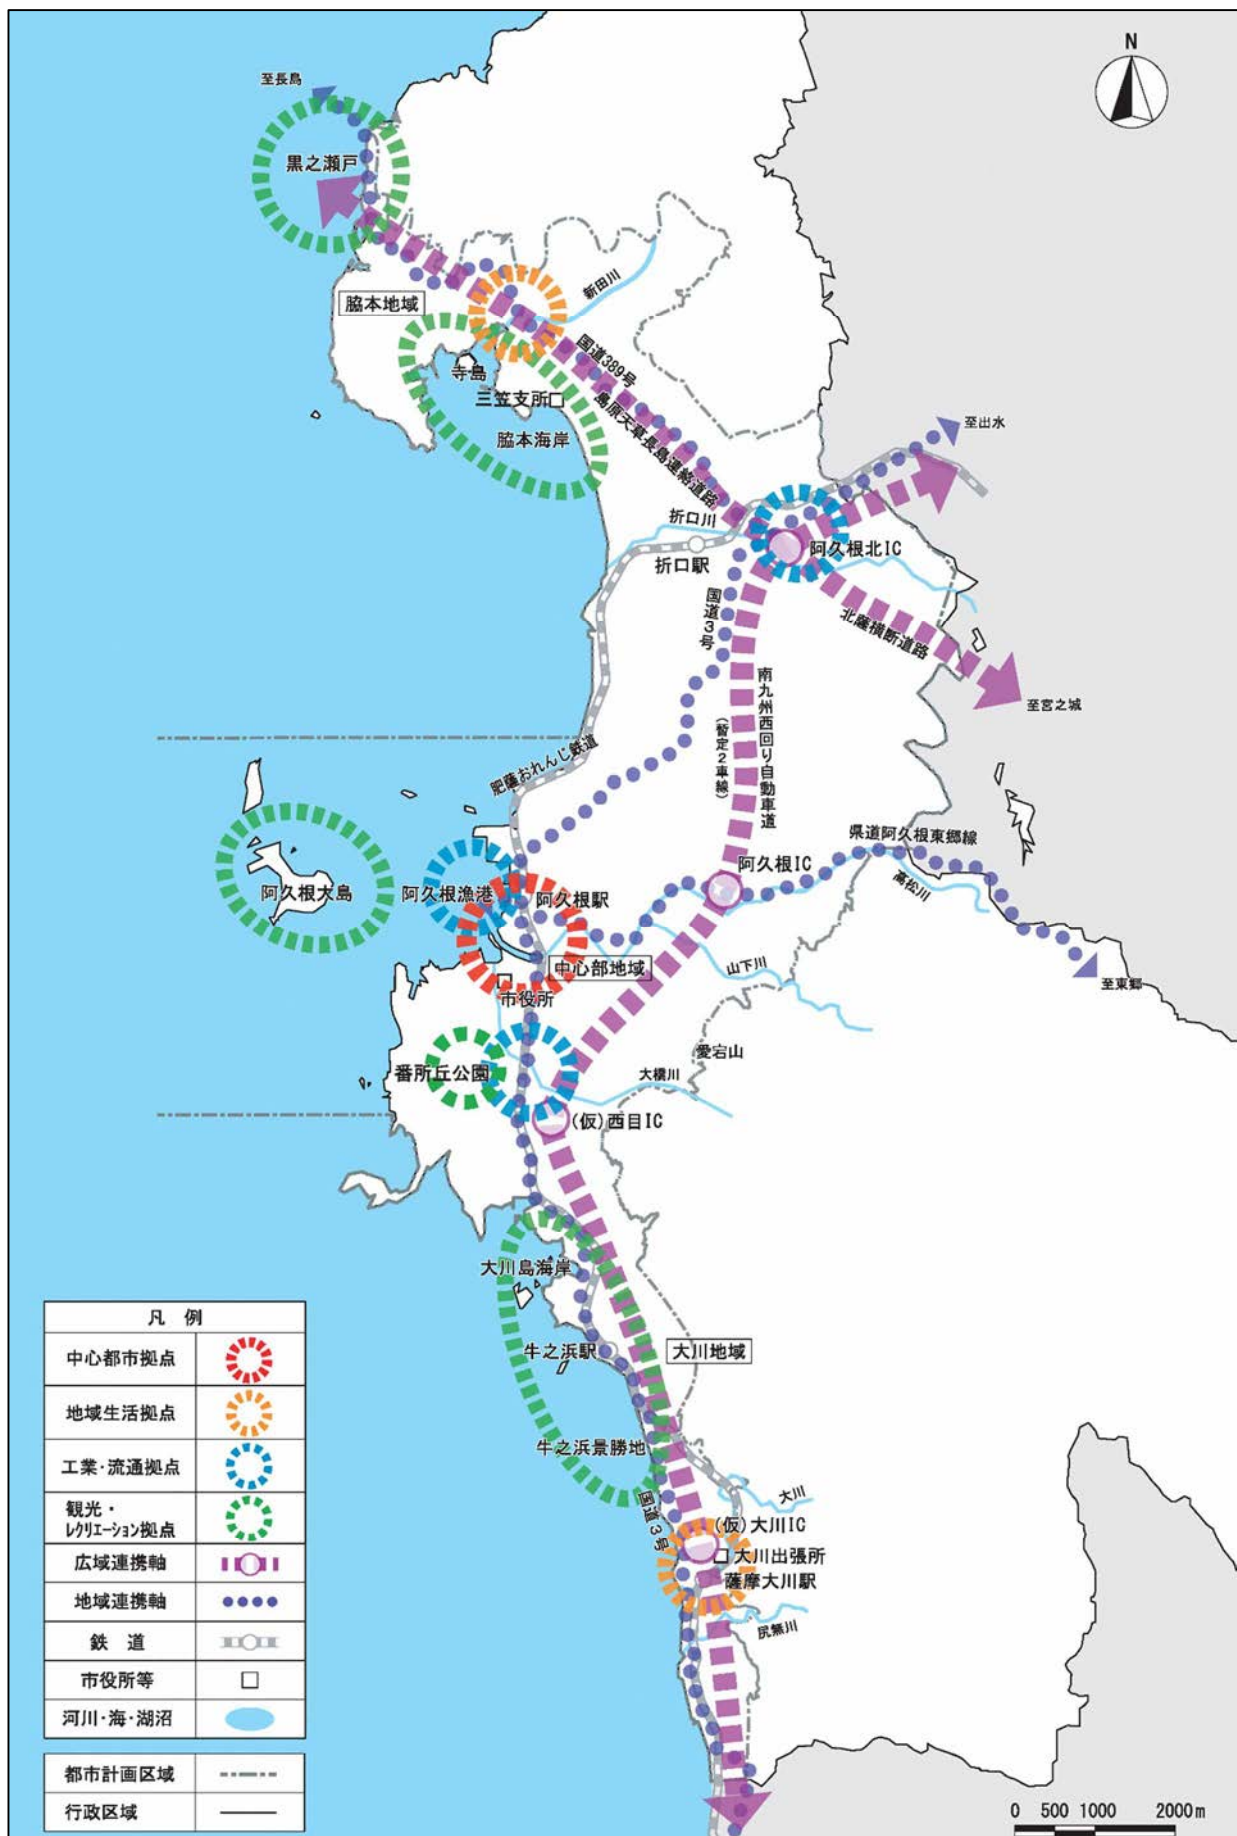 N
至長島
黒之瀬戸
脇本地域
新田川
国道389号
島原天草長島連絡道路
寺島
三笠支所
脇本海岸
至出水
折口川
折口駅
阿久根北IC
国道3号
北薩横断道路
至宮之城
南九州西回り自動車道
(暫定2車線)
肥薩おれんじ鉄道
県道阿久根東郷線
阿久根IC
高松川
阿久根大島
阿久根漁港
阿久根駅
中心部地域
山下川
至東郷
市役所
愛宕山
番所丘公園
大橋川
(仮)西目IC
大川島海岸
牛之浜駅
大川地域
牛之浜景勝地
国道3号
大川
(仮)大川IC
大川出張所
薩摩大川駅
尻無川
凡 例
中心都市拠点
地域生活拠点
工業・流通拠点
観光・
レクリエーション拠点
広域連携軸
地域連携軸
鉄 道
市役所等
河川・海・湖沼
都市計画区域
行政区域
0 500 1000 2000m